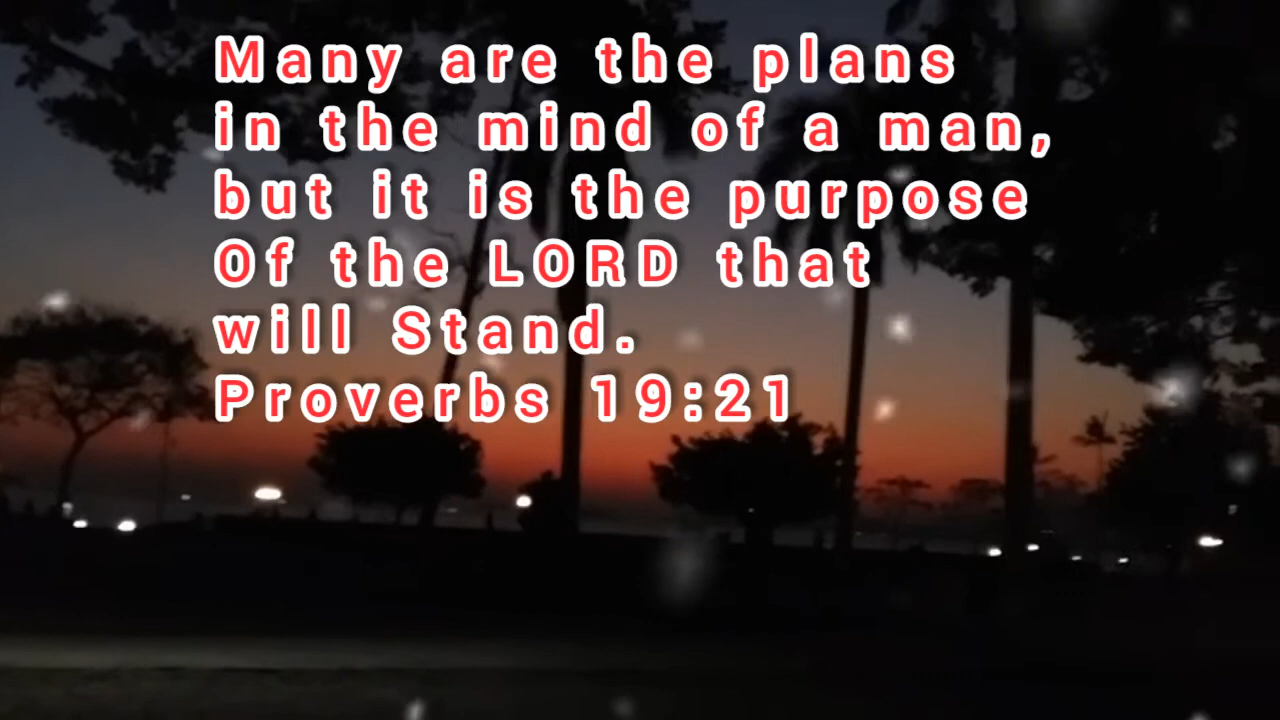 Many are the plans
in the mind of a man,
but it is the purpose
Of the LORD that
will Stand.
Proverbs 19:21